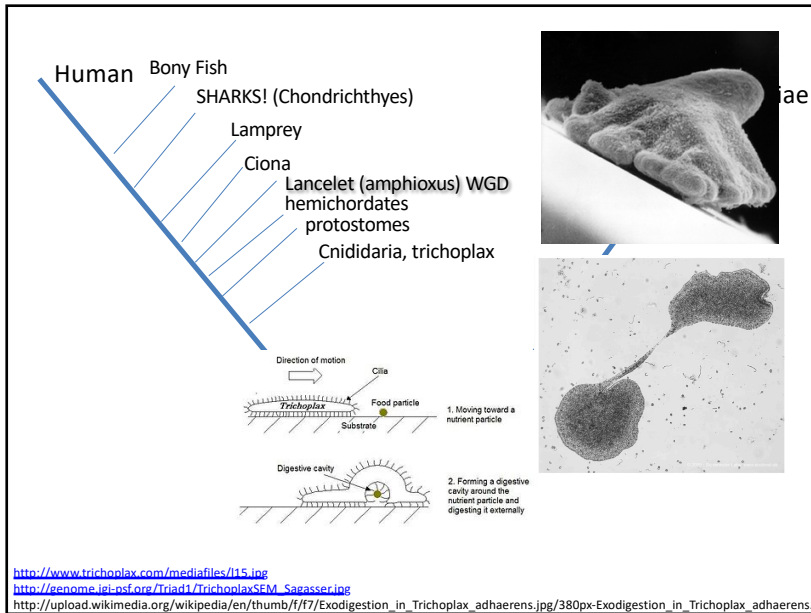 Human
Bony Fish
SHARKS! (Chondrichthyes)
Lamprey
Ciona
Lancelet (amphioxus) WGD
hemichordates
protostomes
Cnididaria, trichoplax
iae
Direction of motion
Cilia
Trichoplax
Food particle
Substrate
1. Moving toward a
nutrient particle
Digestive cavity
2. Forming a digestive
cavity around the
nutrient particle and
digesting it externally
http://www.trichoplax.com/mediafiles/l15.jpg
http://genome.jgi-psf.org/Triad1/TrichoplaxSEM_Sagasser.jpg
http://upload.wikimedia.org/wikipedia/en/thumb/f/f7/Exodigestion_in_Trichoplax_adhaerens.jpg/380px-Exodigestion_in_Trichoplax_adhaerens